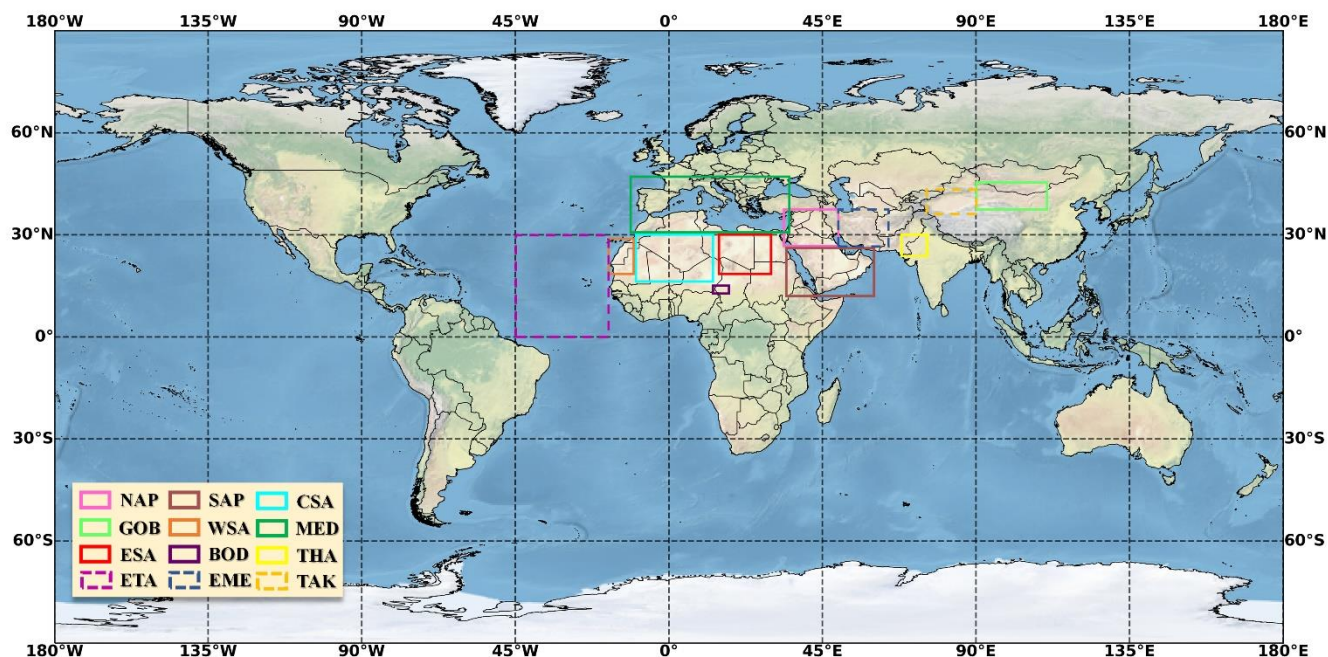 180°W 135°W 90°W 45°W 0° 45°E 90°E 135°E 180°E
60°N 60°N
30°N 30°N
0° 0°
30°S 30°S
NAP SAP CSA
GOB WSA MED
60°S 60°S
ESA BOD THA
ETA EME TAK
180°W 135°W 90°W 45°W 0° 45°E 90°E 135°E 180°E